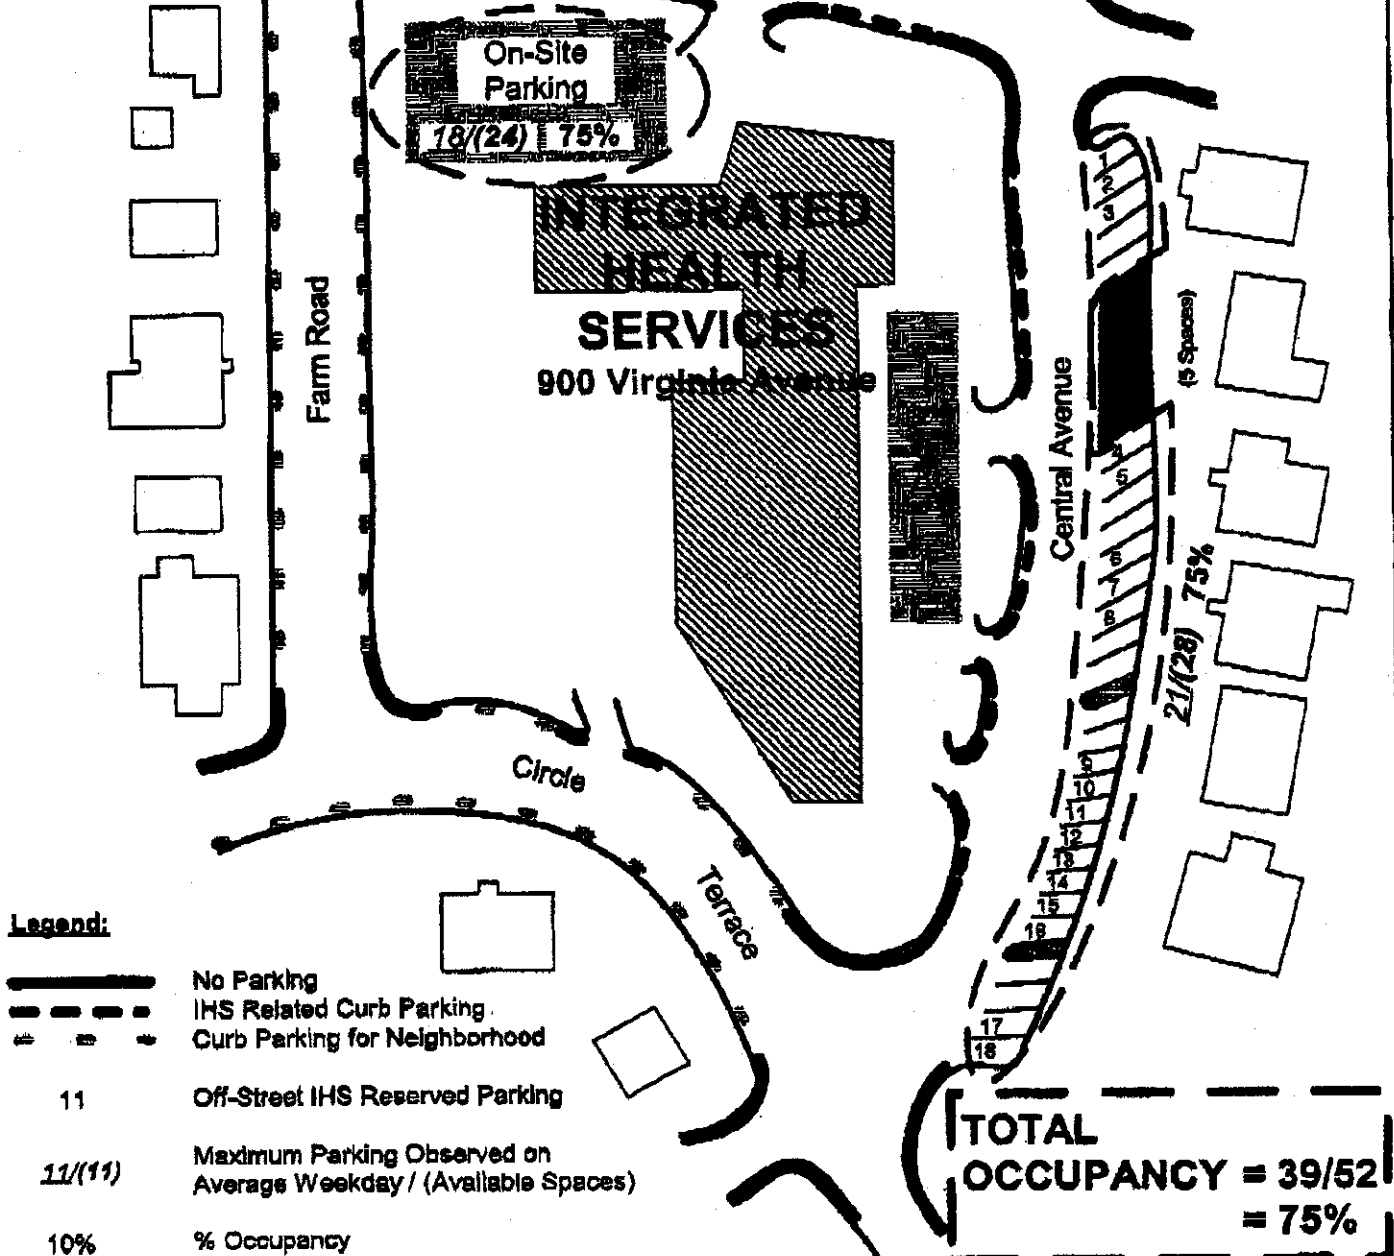 On-Site
Parking
18/(24) 75%
INTEGRATED
HEALTH
SERVICES
900 Virginia Avenue
Farm Road
Central Avenue
(5 Spaces)
75%
21/(28)
1
2
3
4
5
6
7
8
9
10
11
12
13
14
15
16
17
18
Circle
Terrace
Legend:
No Parking
IHS Related Curb Parking
Curb Parking for Neighborhood
11 Off-Street IHS Reserved Parking
11/(11) Maximum Parking Observed on
Average Weekday / (Available Spaces)
10% % Occupancy
TOTAL
OCCUPANCY = 39/52
= 75%